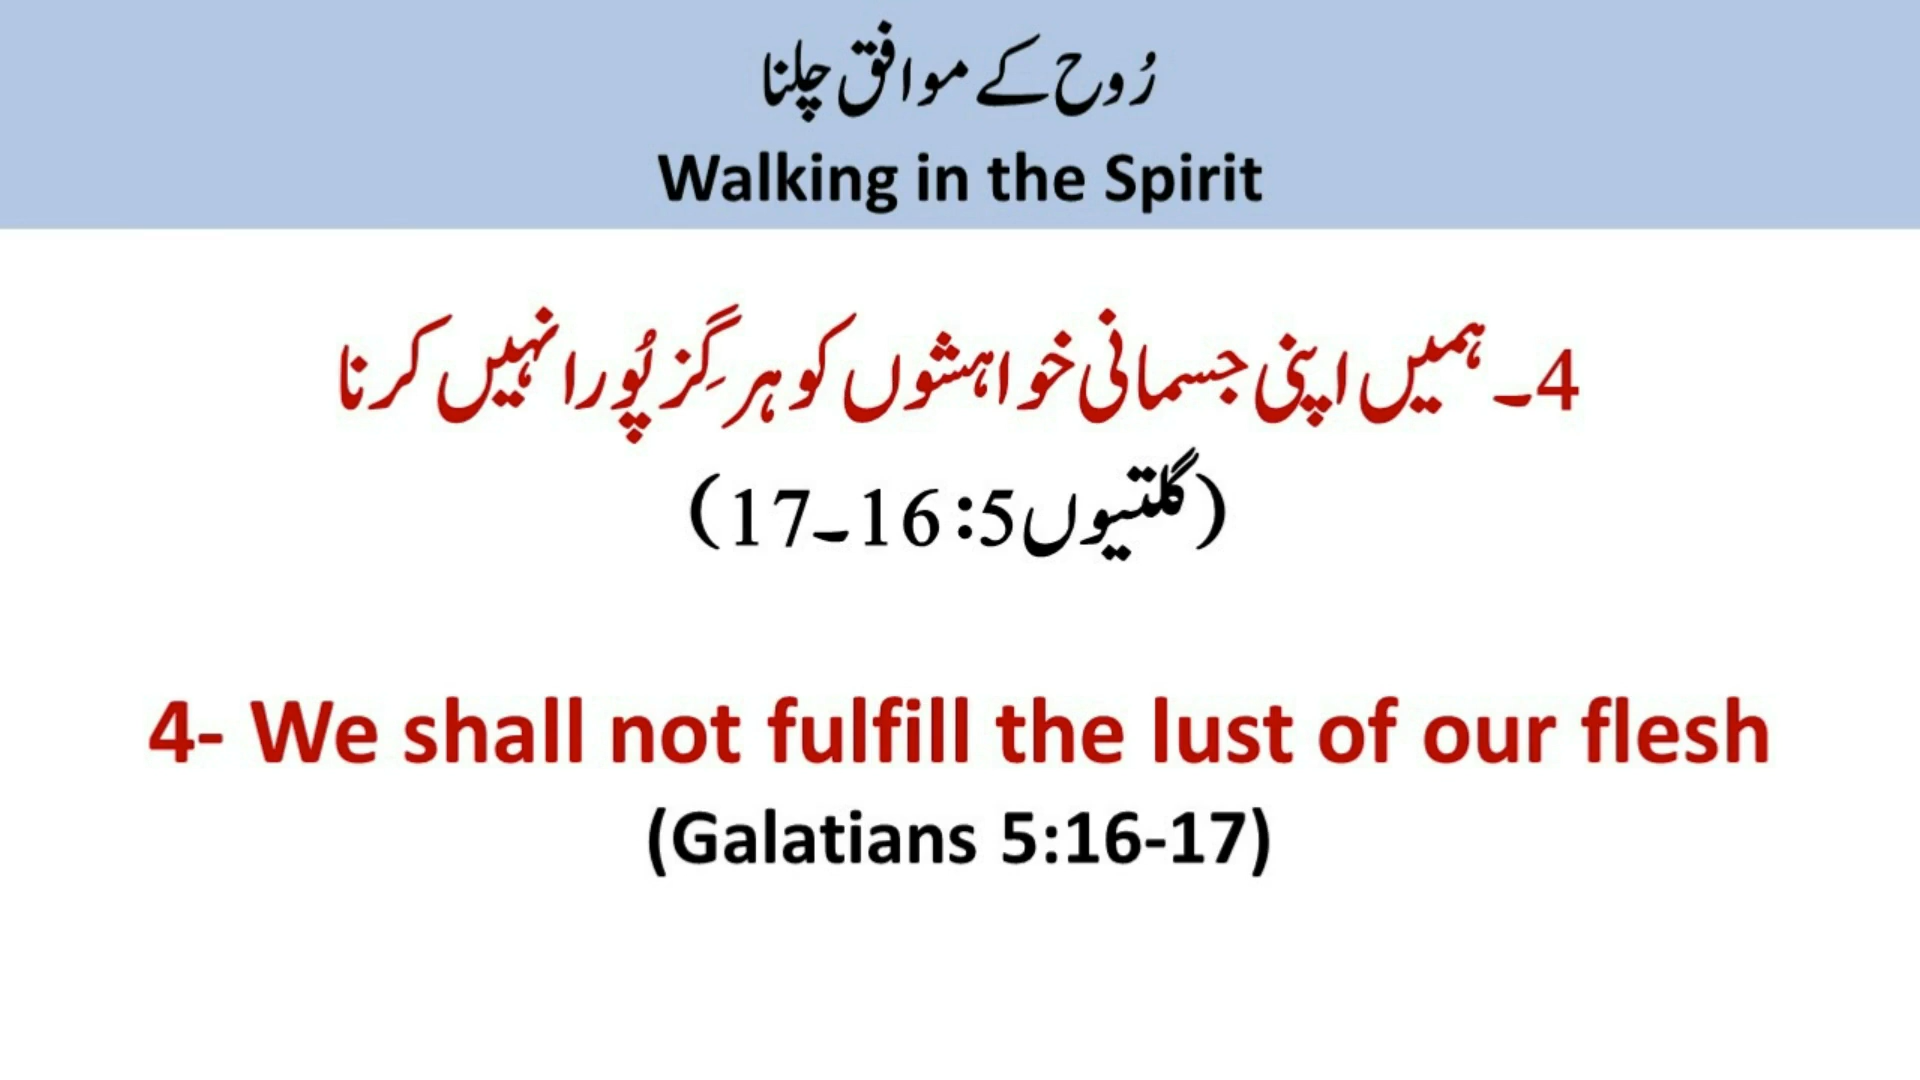 رُوح کے موافق چلنا
Walking in the Spirit
4۔ ہمیں اپنی جسمانی خواہشوں کو ہر گِز پُورا نہیں کرنا
(گلتیوں 5: 16۔17)
4- We shall not fulfill the lust of our flesh
(Galatians 5:16-17)